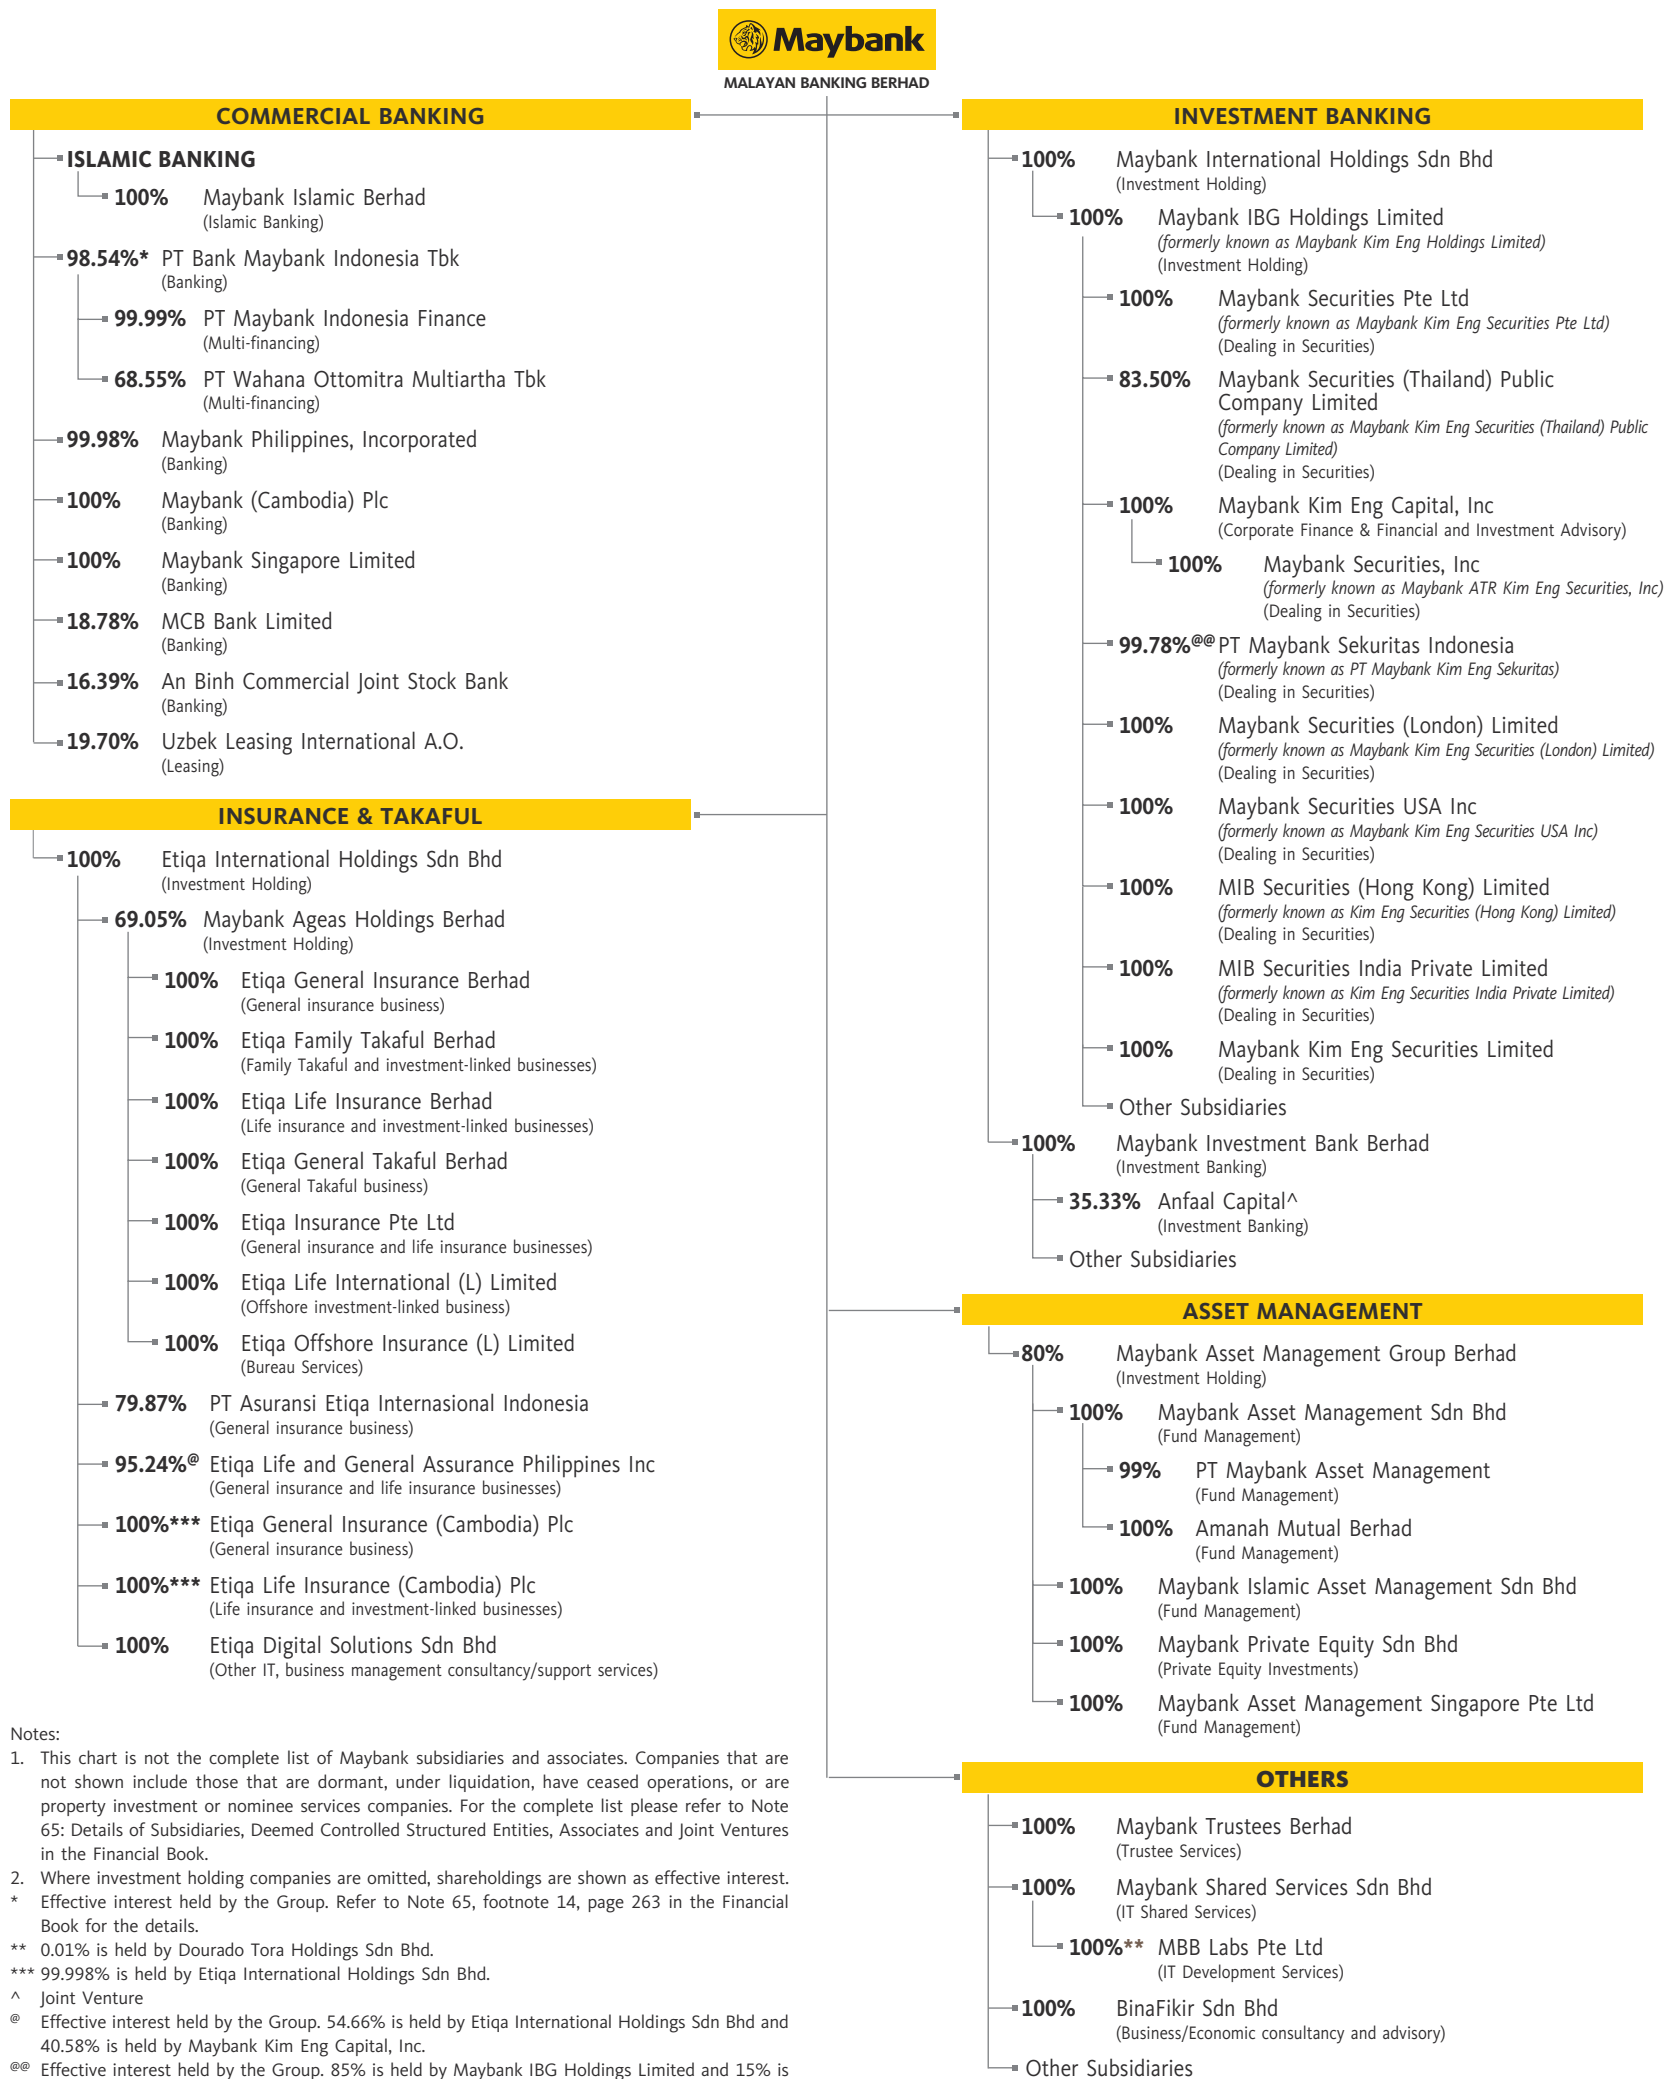 Maybank
MALAYAN BANKING BERHAD
COMMERCIAL BANKING
ISLAMIC BANKING
100% Maybank Islamic Berhad
(Islamic Banking)
98.54%* PT Bank Maybank Indonesia Tbk
(Banking)
99.99% PT Maybank Indonesia Finance
(Multi-financing)
68.55% PT Wahana Ottomitra Multiartha Tbk
(Multi-financing)
99.98% Maybank Philippines, Incorporated
(Banking)
100% Maybank (Cambodia) Plc
(Banking)
100% Maybank Singapore Limited
(Banking)
18.78% MCB Bank Limited
(Banking)
16.39% An Binh Commercial Joint Stock Bank
(Banking)
19.70% Uzbek Leasing International A.O.
(Leasing)
INSURANCE & TAKAFUL
100% Etiqa International Holdings Sdn Bhd
(Investment Holding)
69.05% Maybank Ageas Holdings Berhad
(Investment Holding)
100% Etiqa General Insurance Berhad
(General insurance business)
100% Etiqa Family Takaful Berhad
(Family Takaful and investment-linked businesses)
100% Etiqa Life Insurance Berhad
(Life insurance and investment-linked businesses)
100% Etiqa General Takaful Berhad
(General Takaful business)
100% Etiqa Insurance Pte Ltd
(General insurance and life insurance businesses)
100% Etiqa Life International (L) Limited
(Offshore investment-linked business)
100% Etiqa Offshore Insurance (L) Limited
(Bureau Services)
79.87% PT Asuransi Etiqa Internasional Indonesia
(General insurance business)
95.24%@ Etiqa Life and General Assurance Philippines Inc
(General insurance and life insurance businesses)
100%*** Etiqa General Insurance (Cambodia) Plc
(General insurance business)
100%*** Etiqa Life Insurance (Cambodia) Plc
(Life insurance and investment-linked businesses)
100% Etiqa Digital Solutions Sdn Bhd
(Other IT, business management consultancy/support services)
Notes:
1. This chart is not the complete list of Maybank subsidiaries and associates. Companies that are
not shown include those that are dormant, under liquidation, have ceased operations, or are
property investment or nominee services companies. For the complete list please refer to Note
65: Details of Subsidiaries, Deemed Controlled Structured Entities, Associates and Joint Ventures
in the Financial Book.
2. Where investment holding companies are omitted, shareholdings are shown as effective interest.
* Effective interest held by the Group. Refer to Note 65, footnote 14, page 263 in the Financial
Book for the details.
** 0.01% is held by Dourado Tora Holdings Sdn Bhd.
*** 99.998% is held by Etiqa International Holdings Sdn Bhd.
^ Joint Venture
@ Effective interest held by the Group. 54.66% is held by Etiqa International Holdings Sdn Bhd and
40.58% is held by Maybank Kim Eng Capital, Inc.
@@ Effective interest held by the Group. 85% is held by Maybank IBG Holdings Limited and 15% is
INVESTMENT BANKING
100% Maybank International Holdings Sdn Bhd
(Investment Holding)
100% Maybank IBG Holdings Limited
(formerly known as Maybank Kim Eng Holdings Limited)
(Investment Holding)
100% Maybank Securities Pte Ltd
(formerly known as Maybank Kim Eng Securities Pte Ltd)
(Dealing in Securities)
83.50% Maybank Securities (Thailand) Public
Company Limited
(formerly known as Maybank Kim Eng Securities (Thailand) Public
Company Limited)
(Dealing in Securities)
100% Maybank Kim Eng Capital, Inc
(Corporate Finance & Financial and Investment Advisory)
100% Maybank Securities, Inc
(formerly known as Maybank ATR Kim Eng Securities, Inc)
(Dealing in Securities)
99.78%@@ PT Maybank Sekuritas Indonesia
(formerly known as PT Maybank Kim Eng Sekuritas)
(Dealing in Securities)
100% Maybank Securities (London) Limited
(formerly known as Maybank Kim Eng Securities (London) Limited)
(Dealing in Securities)
100% Maybank Securities USA Inc
(formerly known as Maybank Kim Eng Securities USA Inc)
(Dealing in Securities)
100% MIB Securities (Hong Kong) Limited
(formerly known as Kim Eng Securities (Hong Kong) Limited)
(Dealing in Securities)
100% MIB Securities India Private Limited
(formerly known as Kim Eng Securities India Private Limited)
(Dealing in Securities)
100% Maybank Kim Eng Securities Limited
(Dealing in Securities)
Other Subsidiaries
100% Maybank Investment Bank Berhad
(Investment Banking)
35.33% Anfaal Capital^
(Investment Banking)
Other Subsidiaries
ASSET MANAGEMENT
80% Maybank Asset Management Group Berhad
(Investment Holding)
100% Maybank Asset Management Sdn Bhd
(Fund Management)
99% PT Maybank Asset Management
(Fund Management)
100% Amanah Mutual Berhad
(Fund Management)
100% Maybank Islamic Asset Management Sdn Bhd
(Fund Management)
100% Maybank Private Equity Sdn Bhd
(Private Equity Investments)
100% Maybank Asset Management Singapore Pte Ltd
(Fund Management)
OTHERS
100% Maybank Trustees Berhad
(Trustee Services)
100% Maybank Shared Services Sdn Bhd
(IT Shared Services)
100%** MBB Labs Pte Ltd
(IT Development Services)
100% BinaFikir Sdn Bhd
(Business/Economic consultancy and advisory)
Other Subsidiaries